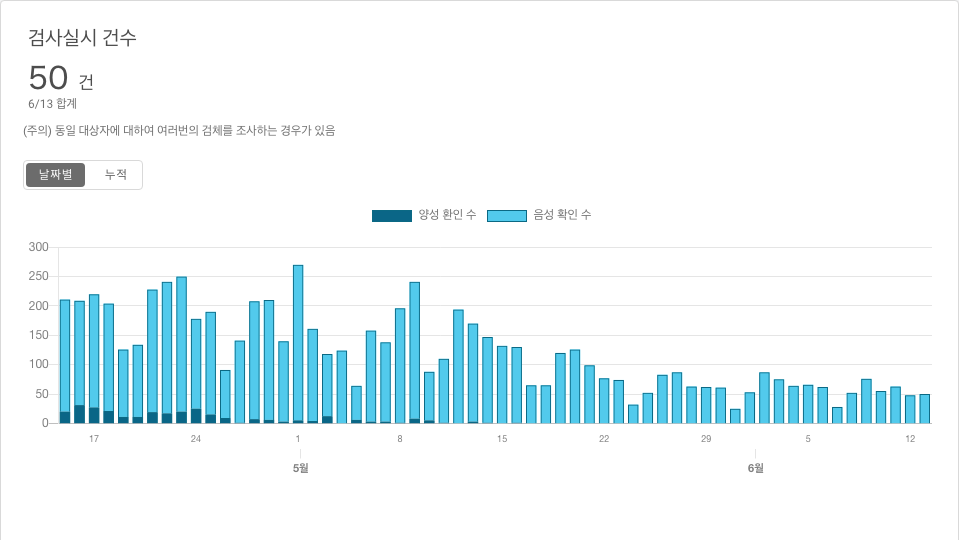 검사실시 건수
50 건
6/13 합계
(주의) 동일 대상자에 대하여 여러번의 검체를 조사하는 경우가 있음
날짜별 누적
양성 환인 수 음성 확인 수
300
250
200
150
100
50
0
17 24 1 8 15 22 29 5 12
5월 6월